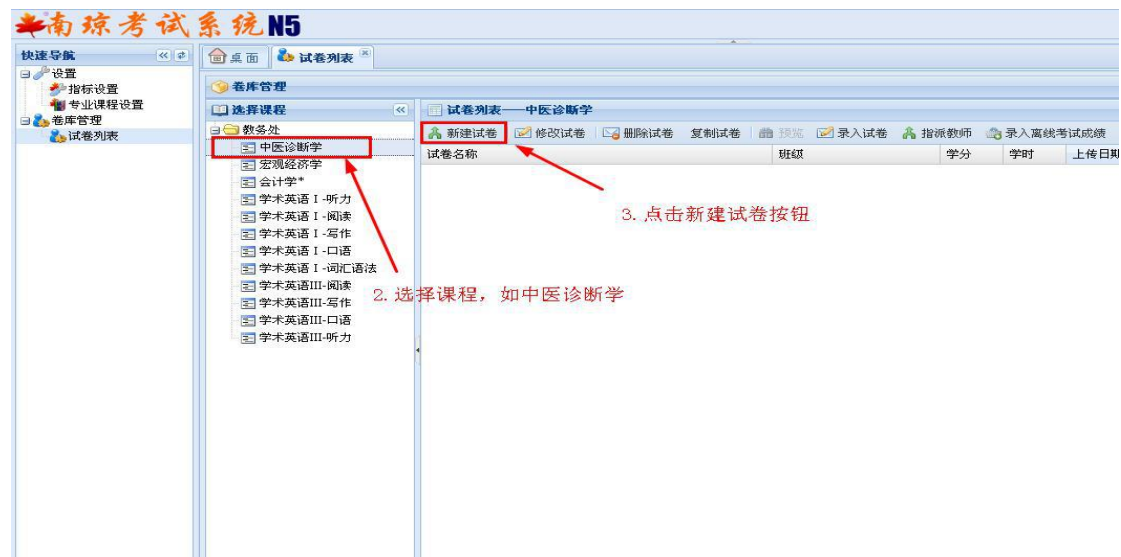 南琼考试系统N5
快速导航
桌面
试卷列表
设置
指标设置
专业课程设置
卷库管理
试卷列表
卷库管理
选择课程
教务处
中医诊断学
宏观经济学
会计学*
学术英语 I -听力
学术英语 I -阅读
学术英语 I -写作
学术英语 I -口语
学术英语 I -词汇语法
学术英语III-阅读
学术英语III-写作
学术英语III-口语
学术英语III-听力
试卷列表——中医诊断学
新建试卷 修改试卷 删除试卷 复制试卷 预览 录入试卷 指派教师 录入离线考试成绩
试卷名称 班级 学分 学时 上传日期
3. 点击新建试卷按钮
2. 选择课程，如中医诊断学